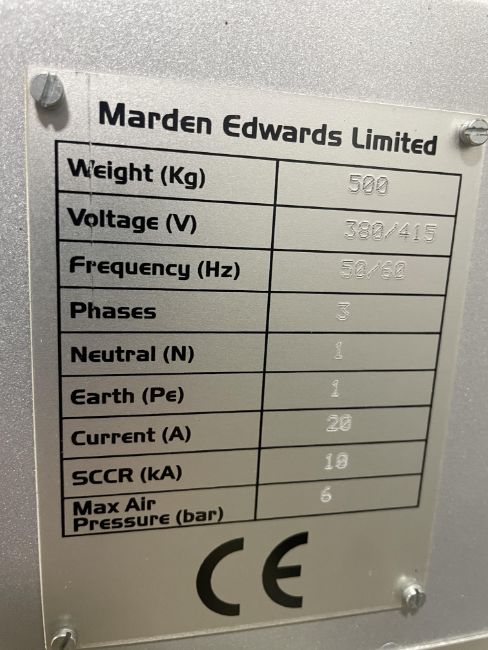 Marden Edwards Limited
Weight (Kg) 500
Voltage (V) 380/415
Frequency (Hz) 50/60
Phases 3
Neutral (N) 1
Earth (Pe) 1
Current (A) 20
SCCR (kA) 10
Max Air
Pressure (bar) 6
CE